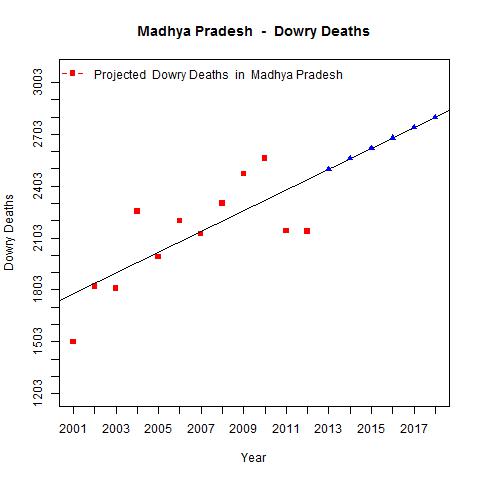 Madhya Pradesh - Dowry Deaths
Projected Dowry Deaths in Madhya Pradesh
3003
2703
2403
2103
1803
1503
1203
Dowry Deaths
2001 2003 2005 2007 2009 2011 2013 2015 2017
Year